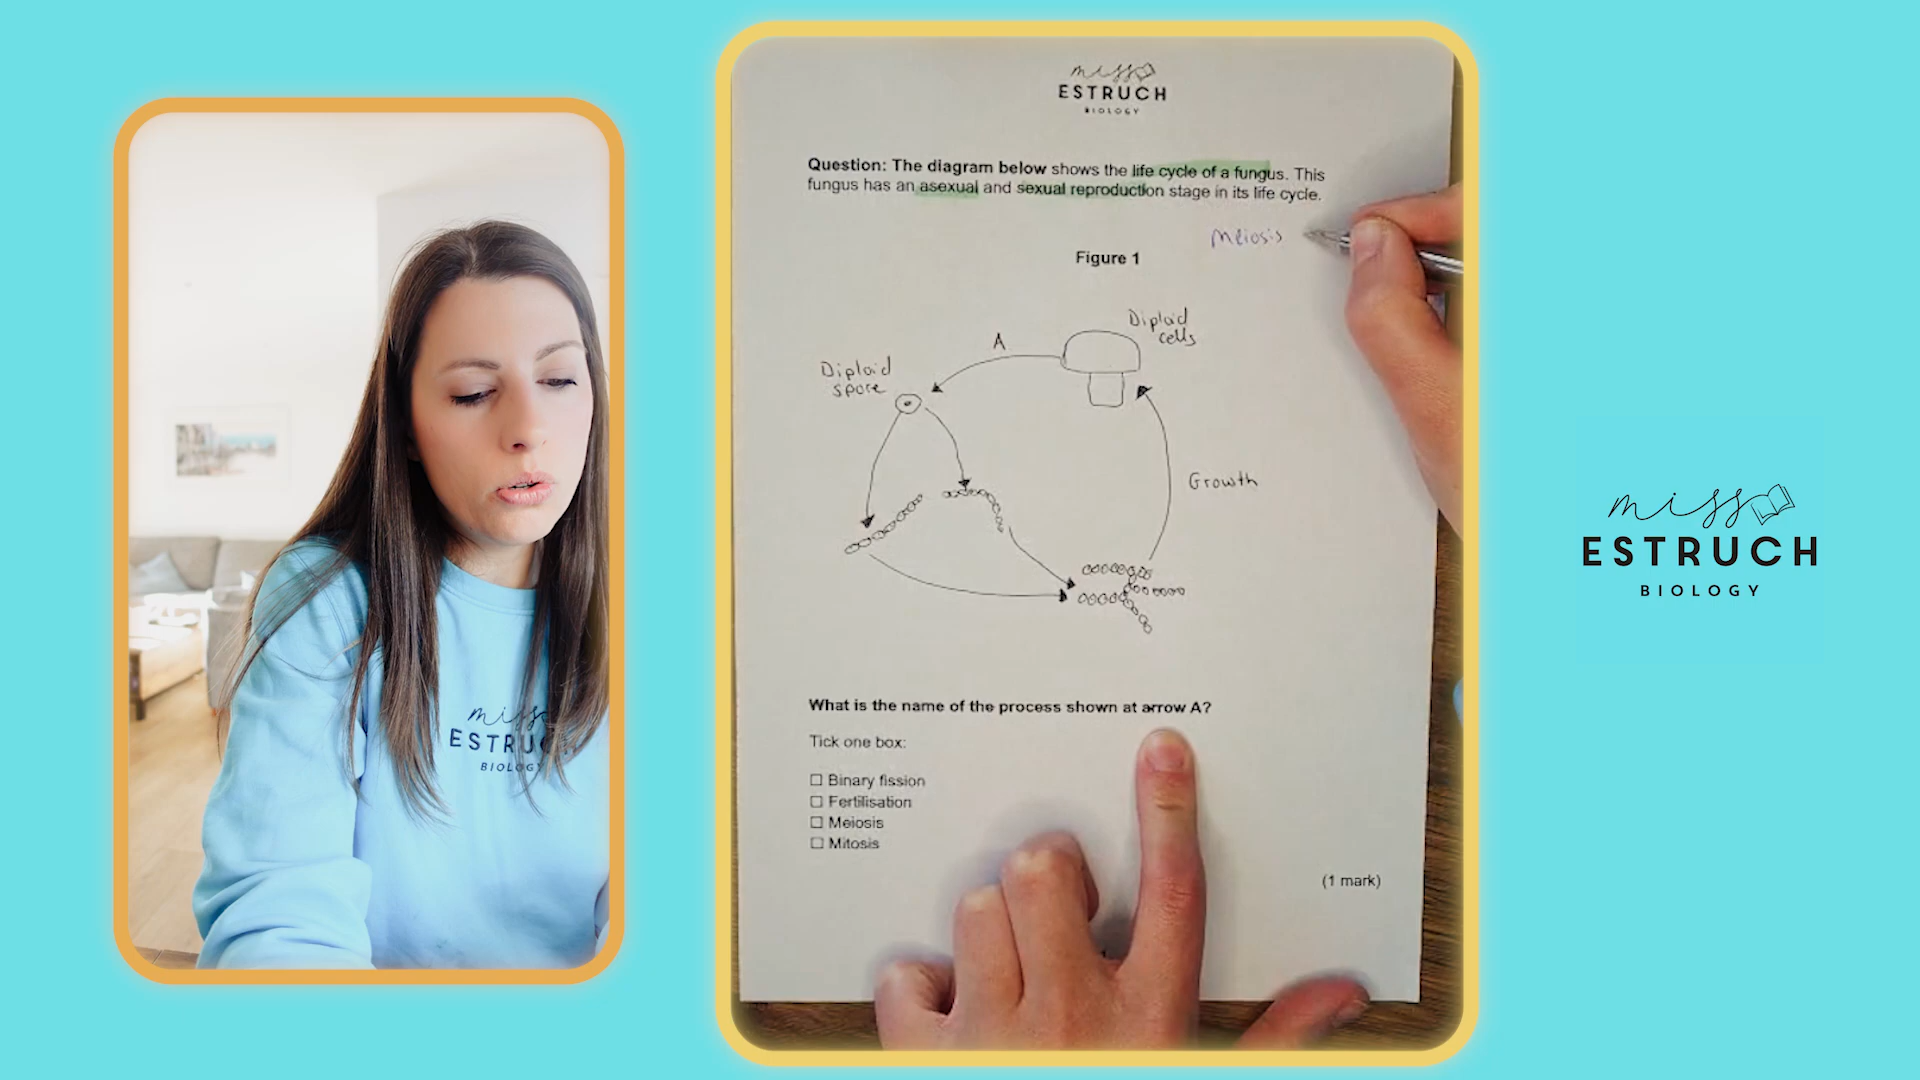 miss
ESTRUCH
BIOLOGY
miss
ESTRUCH
BIOLOGY
Question: The diagram below shows the life cycle of a fungus. This
fungus has an asexual and sexual reproduction stage in its life cycle.
Meiosis
Figure 1
Diploid
cells
A
Diploid
spore
Growth
What is the name of the process shown at arrow A?
Tick one box:
☐ Binary fission
☐ Fertilisation
☐ Meiosis
☐ Mitosis
(1 mark)
miss
ESTRUCH
BIOLOGY